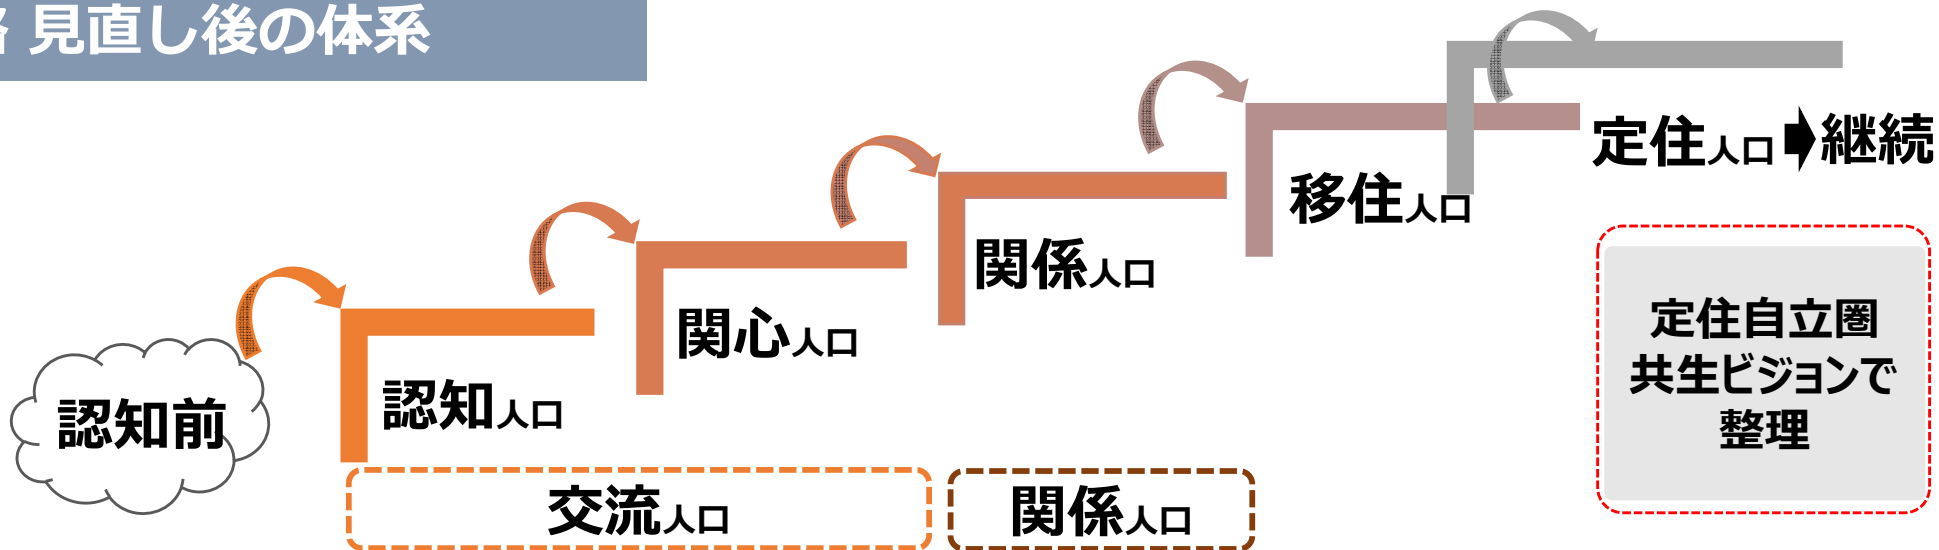 見直し後の体系
定住人口 ➡ 継続
移住人口
関係人口
関心人口
認知人口
認知前
定住自立圏
共生ビジョンで
整理
交流人口
関係人口